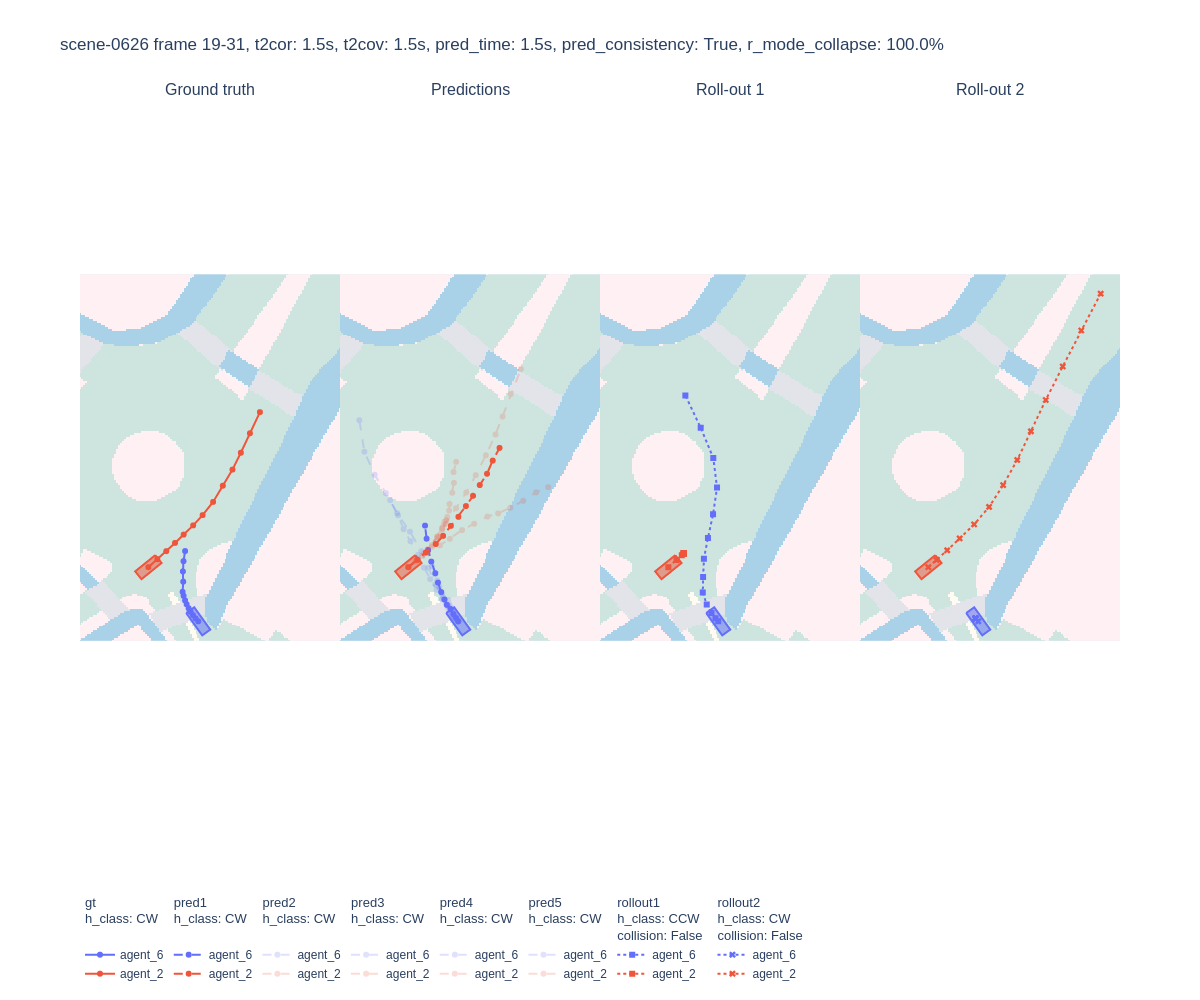 scene-0626 frame 19-31, t2cor: 1.5s, t2cov: 1.5s, pred_time: 1.5s, pred_consistency: True, r_mode_collapse: 100.0%
Ground truth
Predictions
Roll-out 1
Roll-out 2
gt
h_class: CW
agent_6
agent_2
pred1
h_class: CW
agent_6
agent_2
pred2
h_class: CW
agent_6
agent_2
pred3
h_class: CW
agent_6
agent_2
pred4
h_class: CW
agent_6
agent_2
pred5
h_class: CW
agent_6
agent_2
rollout1
h_class: CCW
collision: False
agent_6
agent_2
rollout2
h_class: CW
collision: False
agent_6
agent_2